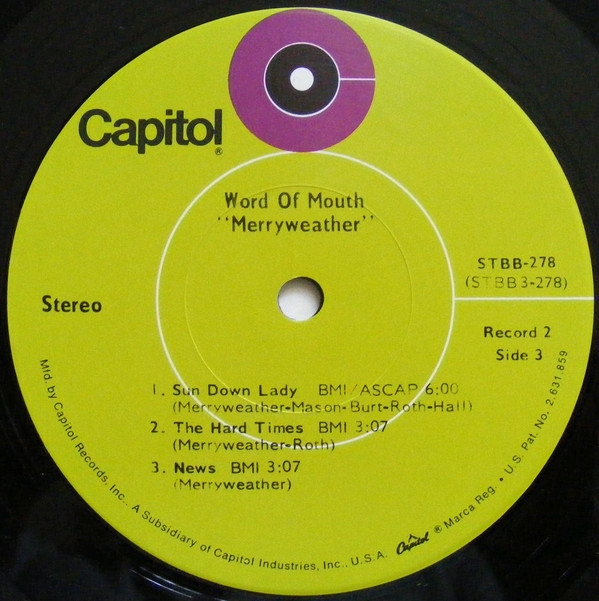 Capitol®
Word Of Mouth
"Merryweather"
STBB-278
(STBB 3-278)
Stereo
Record 2
Side 3
1. Sun Down Lady BMI/ASCAP 6:00
(Merryweather-Mason-Burt-Roth-Hall)
2. The Hard Times BMI 3:07
(Merryweather-Roth)
3. News BMI 3:07
(Merryweather)
Mfd. by Capitol Records, Inc., A Subsidiary of Capitol Industries, Inc., U.S.A. Capitol ® Marca Reg. • U.S. Pat. No. 2,631,859